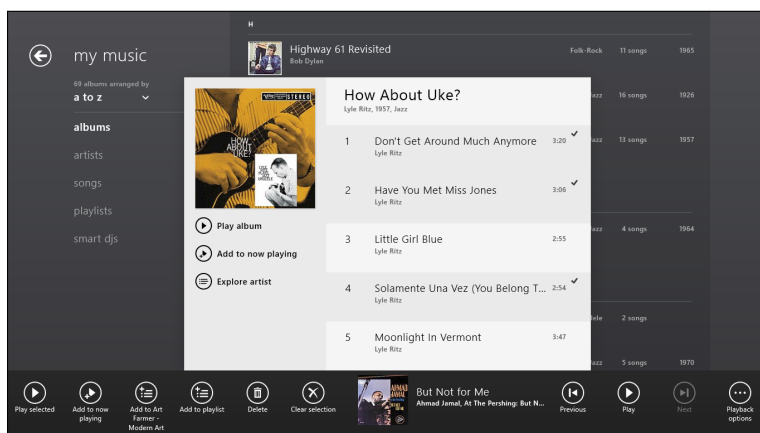 H
my music
69 albums arranged by
a to z
albums
artists
songs
playlists
smart djs
Highway 61 Revisited
Bob Dylan
Folk-Rock 11 songs 1965
Jazz 16 songs 1926
Jazz 13 songs 1957
Jazz 4 songs 1964
2 songs
Jazz 5 songs 1970
STEREO
HOW
ABOUT
UKE?
Play album
Add to now playing
Explore artist
How About Uke?
Lyle Ritz, 1957, Jazz
1 Don't Get Around Much Anymore 3:20
Lyle Ritz
2 Have You Met Miss Jones 3:06
Lyle Ritz
3 Little Girl Blue 2:55
Lyle Ritz
4 Solamente Una Vez (You Belong T... 2:54
Lyle Ritz
5 Moonlight In Vermont 3:47
Lyle Ritz
Play selected
Add to now
playing
Add to Art
Farmer -
Modern Art
Add to playlist
Delete
Clear selection
AHMAD
JAMAL
But Not for Me
Ahmad Jamal, At The Pershing: But N...
Previous
Play
Next
Playback
options